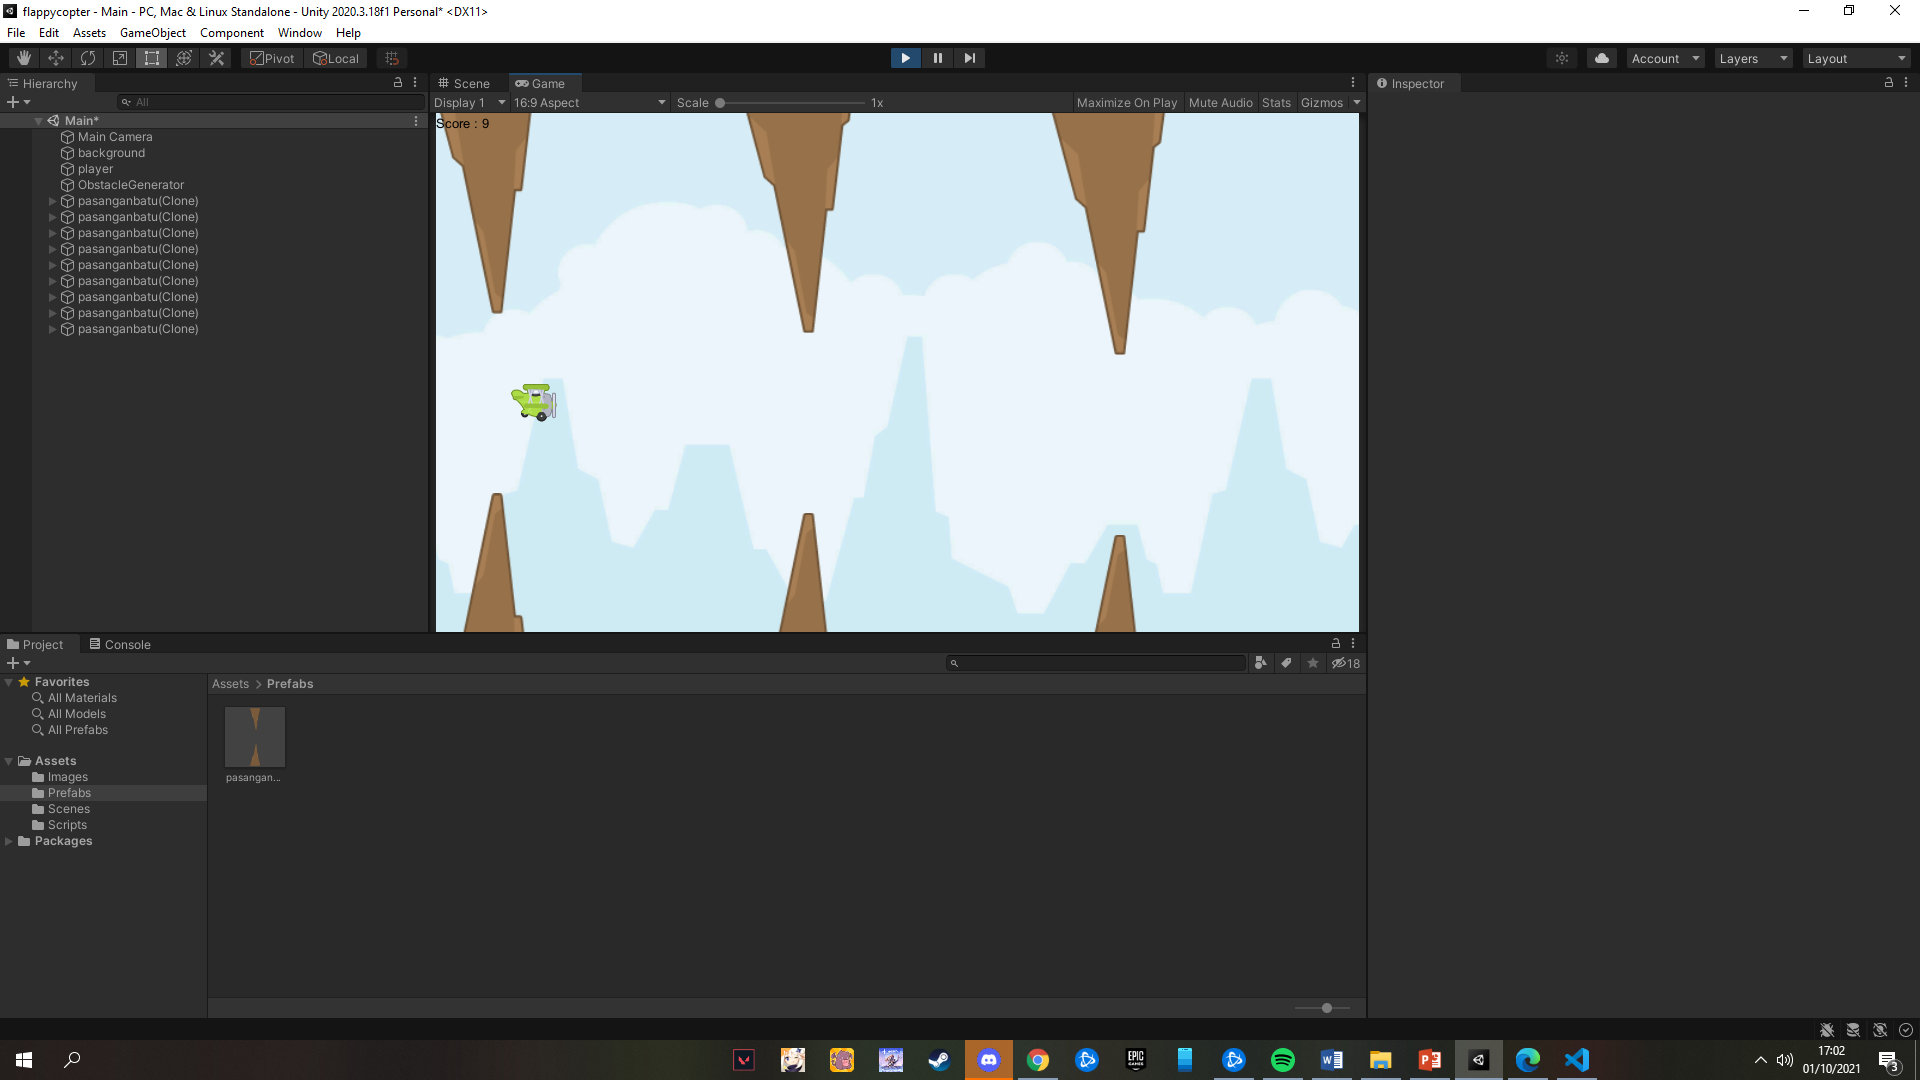 flappycopter - Main - PC, Mac & Linux Standalone - Unity 2020.3.18f1 Personal* <DX11>
File Edit Assets GameObject Component Window Help
Pivot Local Account Layers Layout
Hierarchy
All
Main*
Main Camera
background
player
ObstacleGenerator
pasanganbatu(Clone)
pasanganbatu(Clone)
pasanganbatu(Clone)
pasanganbatu(Clone)
pasanganbatu(Clone)
pasanganbatu(Clone)
pasanganbatu(Clone)
pasanganbatu(Clone)
pasanganbatu(Clone)
Scene Game
Display 1 16:9 Aspect Scale 1x Maximize On Play Mute Audio Stats Gizmos
Score : 9
Inspector
Project Console
18
Favorites
All Materials
All Models
All Prefabs
Assets
Images
Prefabs
Scenes
Scripts
Packages
Assets > Prefabs
pasangan...
EPIC
GAMES
17:02
01/10/2021
3